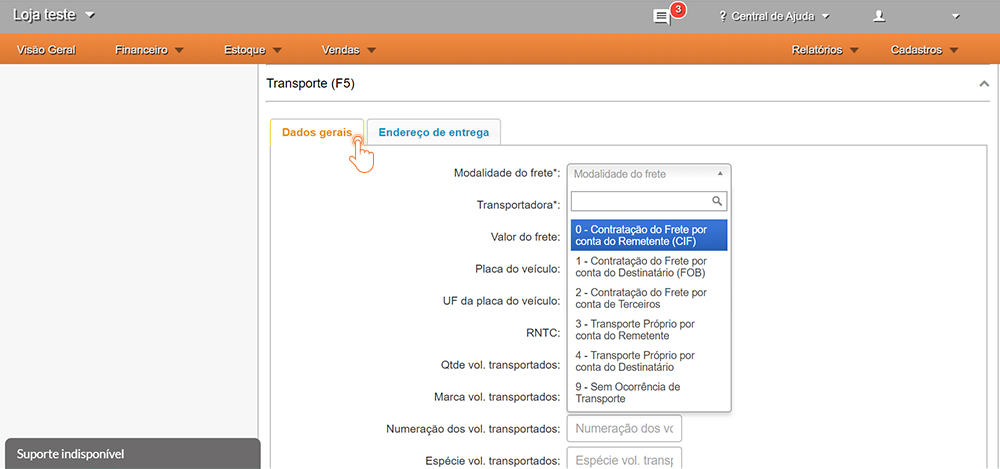 Loja teste
3
? Central de Ajuda
Visão Geral Financeiro Estoque Vendas Relatórios Cadastros
Transporte (F5)
Dados gerais Endereço de entrega
Modalidade do frete*: Modalidade do frete
Transportadora*:
0 - Contratação do Frete por
conta do Remetente (CIF)
Valor do frete:
1 - Contratação do Frete por
conta do Destinatário (FOB)
Placa do veículo:
2 - Contratação do Frete por
conta de Terceiros
UF da placa do veículo:
3 - Transporte Próprio por
conta do Remetente
RNTC:
4 - Transporte Próprio por
conta do Destinatário
Qtde vol. transportados:
9 - Sem Ocorrência de
Transporte
Marca vol. transportados:
Numeração dos vol. transportados: Numeração dos vo
Espécie vol. transportados: Espécie vol. transp
Suporte indisponível